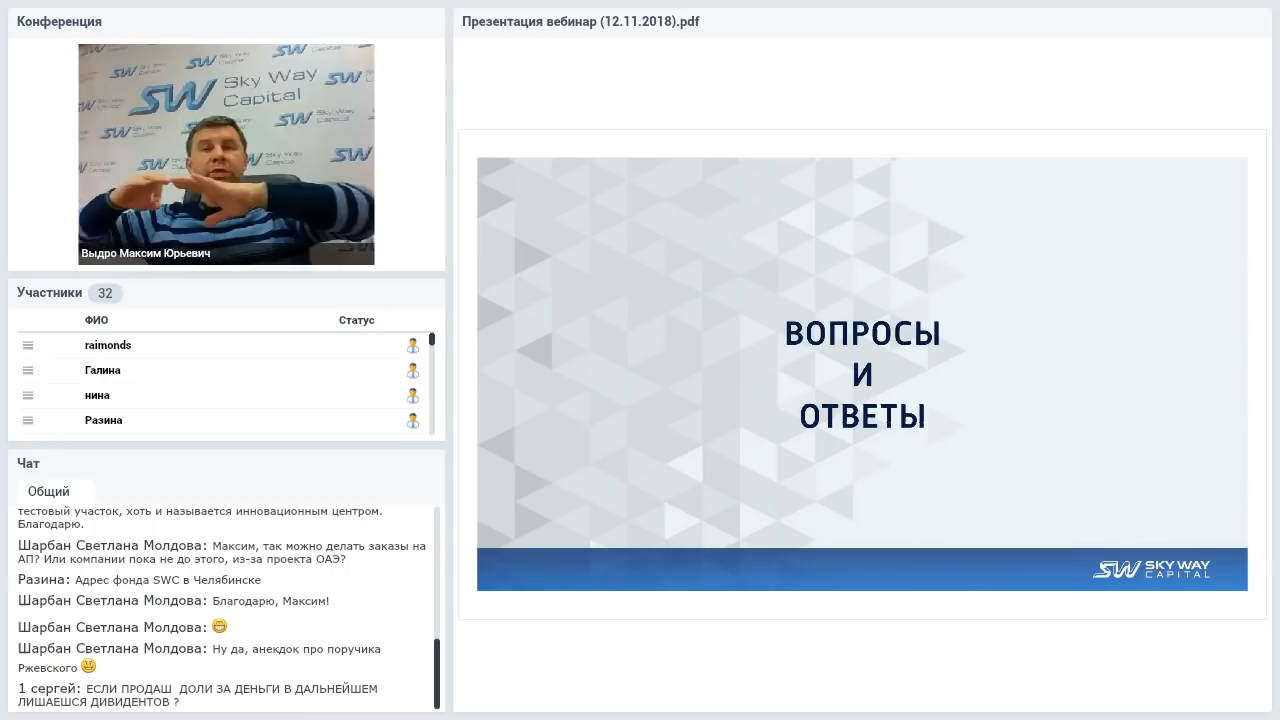 Конференция
SW Sky Way
Capital
Выдро Максим Юрьевич
Участники 32
ФИО Статус
raimonds
Галина
нина
Разина
Чат
Общий
тестовый участок, хоть и называется инновационным центром.
Благодарю.
Шарбан Светлана Молдова: Максим, так можно делать заказы на
АП? Или компании пока не до этого, из-за проекта ОАЭ?
Разина: Адрес фонда SWC в Челябинске
Шарбан Светлана Молдова: Благодарю, Максим!
Шарбан Светлана Молдова:
Шарбан Светлана Молдова: Ну да, анекдок про поручика
Ржевского
1 сергей: ЕСЛИ ПРОДАШ ДОЛИ ЗА ДЕНЬГИ В ДАЛЬНЕЙШЕМ
ЛИШАЕШСЯ ДИВИДЕНТОВ ?
Презентация вебинар (12.11.2018).pdf
ВОПРОСЫ
И
ОТВЕТЫ
SW SKY WAY
CAPITAL